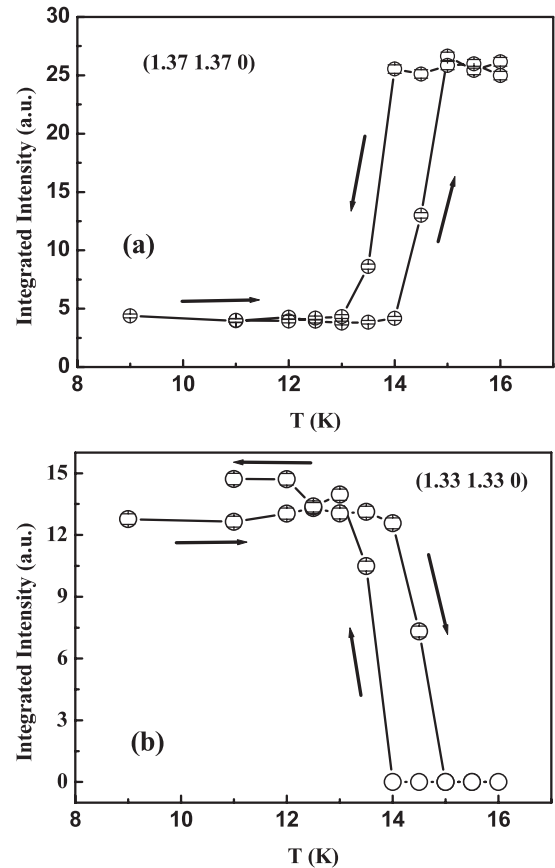 30
25
20
15
10
5
0
Integrated Intensity (a.u.)
(1.37 1.37 0)
(a)
8 10 12 14 16
T (K)
15
12
9
6
3
0
Integrated Intensity (a.u.)
(1.33 1.33 0)
(b)
8 10 12 14 16
T (K)